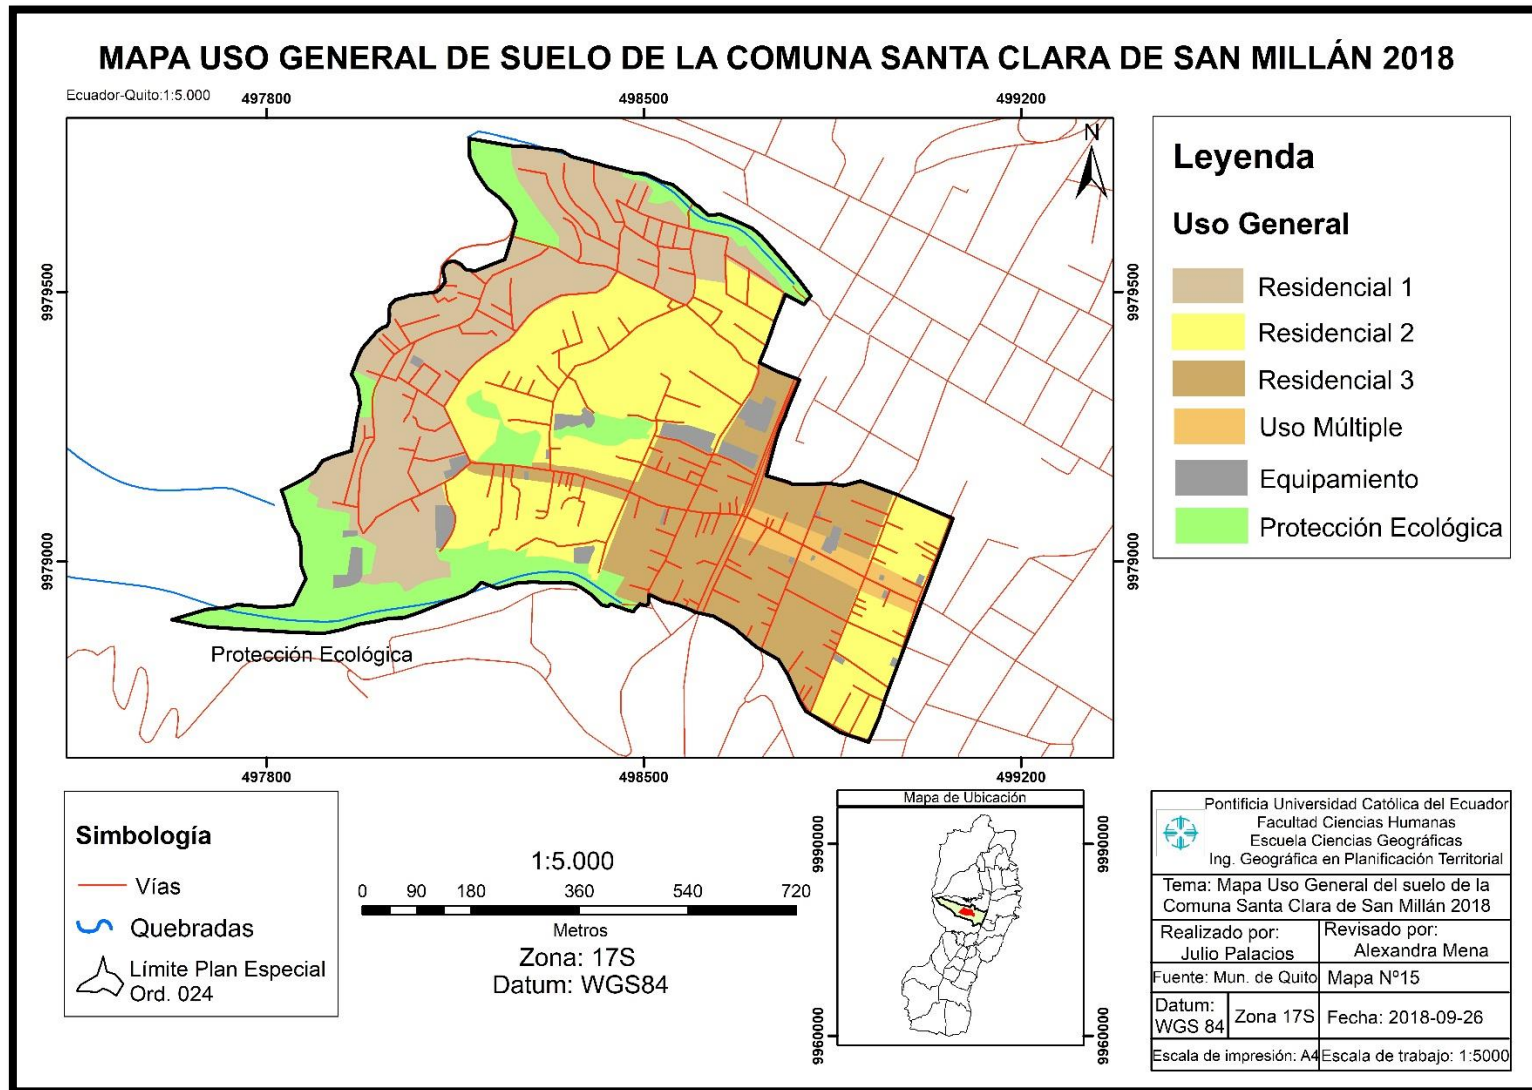 MAPA USO GENERAL DE SUELO DE LA COMUNA SANTA CLARA DE SAN MILLÁN 2018
Ecuador-Quito:1:5.000
497800
498500
499200
N
9979500
9979500
9979000
9979000
Protección Ecológica
497800
498500
499200
Leyenda
Uso General
Residencial 1
Residencial 2
Residencial 3
Uso Múltiple
Equipamiento
Protección Ecológica
Simbología
Vías
Quebradas
Límite Plan Especial
Ord. 024
1:5.000
0 90 180 360 540 720
Metros
Zona: 17S
Datum: WGS84
Mapa de Ubicación
9990000
9990000
9960000
9960000
Pontificia Universidad Católica del Ecuador
Facultad Ciencias Humanas
Escuela Ciencias Geográficas
Ing. Geográfica en Planificación Territorial
Tema: Mapa Uso General del suelo de la
Comuna Santa Clara de San Millán 2018
Realizado por:
Julio Palacios
Revisado por:
Alexandra Mena
Fuente: Mun. de Quito
Mapa Nº15
Datum:
WGS 84
Zona 17S
Fecha: 2018-09-26
Escala de impresión: A4
Escala de trabajo: 1:5000